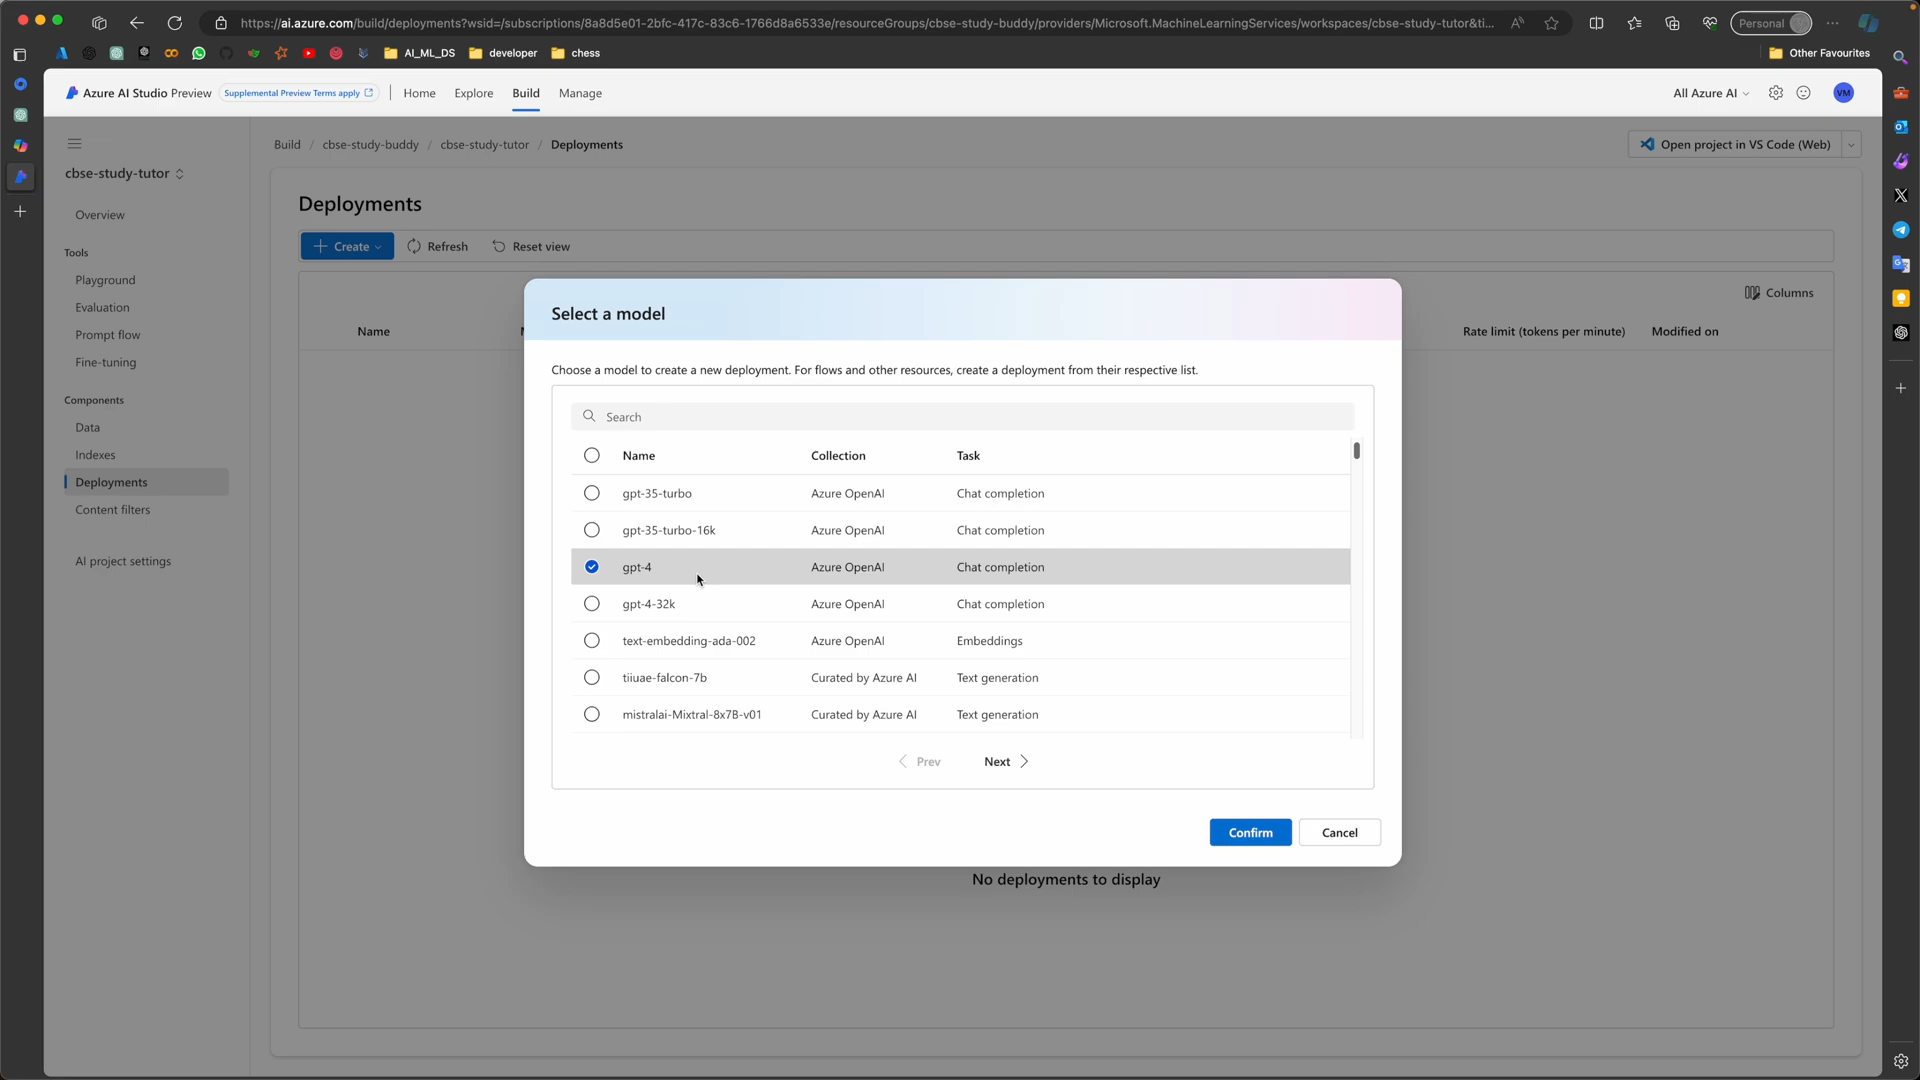 https://ai.azure.com/build/deployments?wsid=/subscriptions/8a8d5e01-2bfc-417c-83c6-1766d8a6533e/resourceGroups/cbse-study-buddy/providers/Microsoft.MachineLearningServices/workspaces/cbse-study-tutor&ti...
Personal
AI_ML_DS
developer
chess
Other Favourites
Azure AI Studio Preview
Supplemental Preview Terms apply
Home
Explore
Build
Manage
All Azure AI
VM
Build / cbse-study-buddy / cbse-study-tutor / Deployments
Open project in VS Code (Web)
cbse-study-tutor
Overview
Tools
Playground
Evaluation
Prompt flow
Fine-tuning
Components
Data
Indexes
Deployments
Content filters
AI project settings
Deployments
Create
Refresh
Reset view
Columns
Name
Rate limit (tokens per minute)
Modified on
Select a model
Choose a model to create a new deployment. For flows and other resources, create a deployment from their respective list.
Search
Name Collection Task
gpt-35-turbo Azure OpenAI Chat completion
gpt-35-turbo-16k Azure OpenAI Chat completion
gpt-4 Azure OpenAI Chat completion
gpt-4-32k Azure OpenAI Chat completion
text-embedding-ada-002 Azure OpenAI Embeddings
tiiuae-falcon-7b Curated by Azure AI Text generation
mistralai-Mixtral-8x7B-v01 Curated by Azure AI Text generation
Prev
Next
Confirm
Cancel
No deployments to display